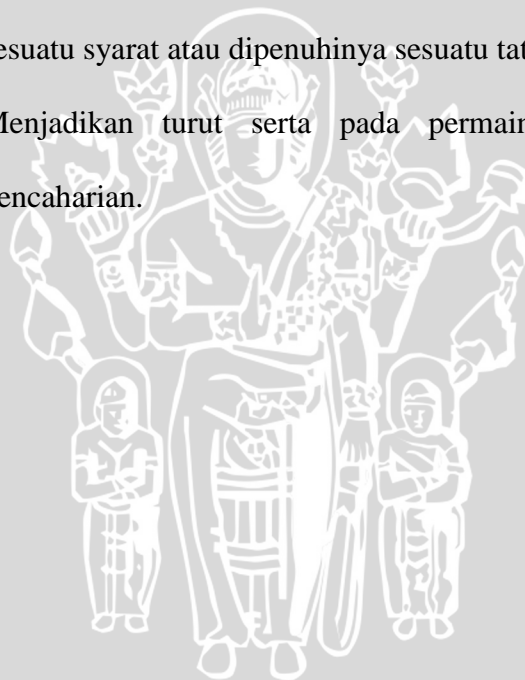 esuatu syarat atau dipenuhinya sesuatu tat
Menjadikan turut serta pada permain
encaharian.